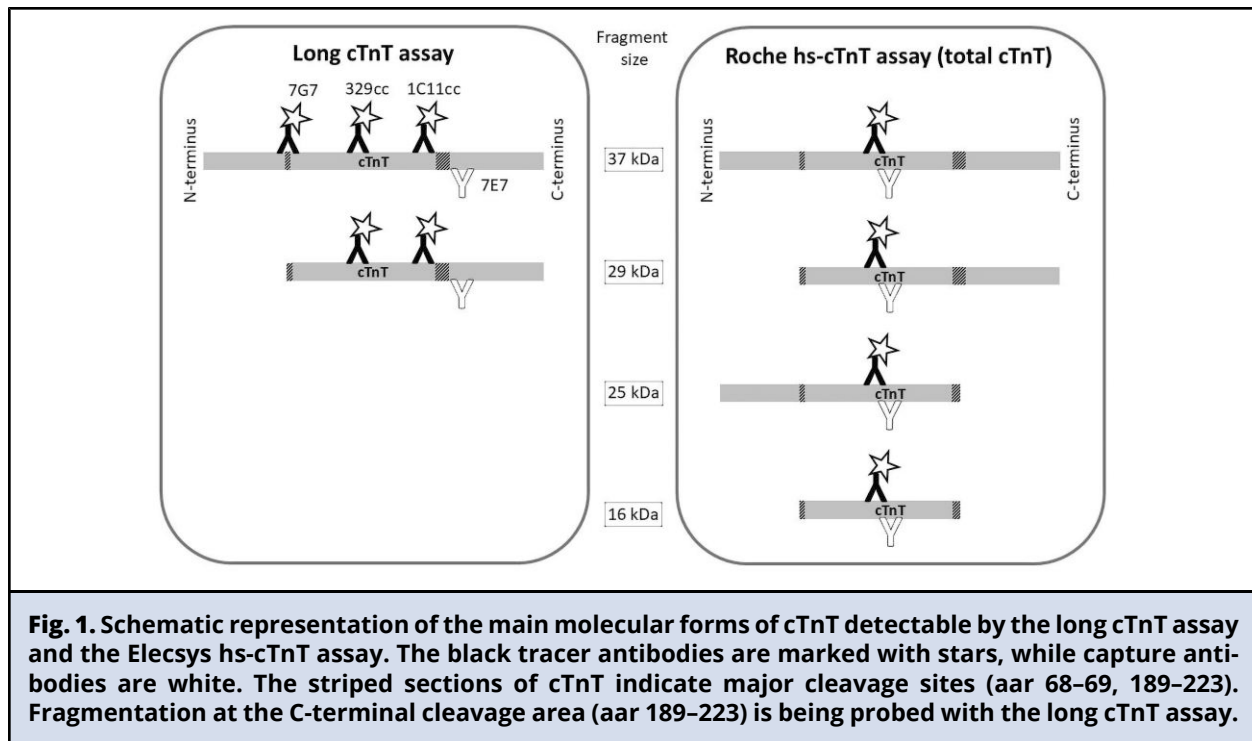 Long cTnT assay
7G7
329cc
1C11cc
N-terminus
cTnT
C-terminus
7E7
cTnT
Fragment
size
37 kDa
29 kDa
25 kDa
16 kDa
Roche hs-cTnT assay (total cTnT)
N-terminus
cTnT
C-terminus
cTnT
cTnT
cTnT
Fig. 1. Schematic representation of the main molecular forms of cTnT detectable by the long cTnT assay
and the Elecsys hs-cTnT assay. The black tracer antibodies are marked with stars, while capture anti-
bodies are white. The striped sections of cTnT indicate major cleavage sites (aar 68–69, 189–223).
Fragmentation at the C-terminal cleavage area (aar 189–223) is being probed with the long cTnT assay.